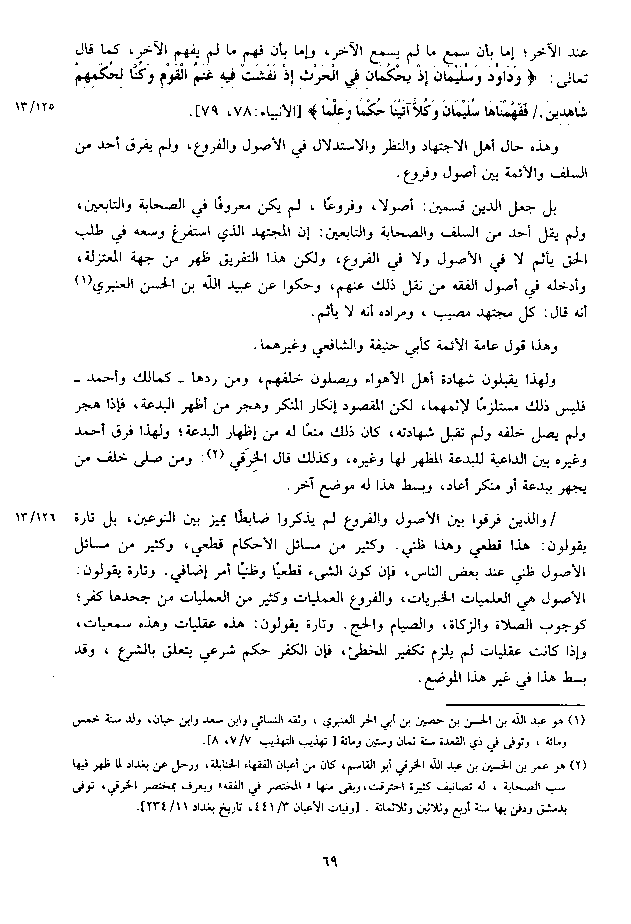 عند الآخر؛ إما بأن سمع ما لم يسمع الآخر، وإما بأن فهم ما لم يفهم الآخر، كما قال
تعالى: ﴿ وَدَاوُدَ وَسُلَيْمَانَ إِذْ يَحْكُمَانِ فِي الْحَرْثِ إِذْ نَفَشَتْ فِيهِ غَنَمُ الْقَوْمِ وَكُنَّا لِحُكْمِهِمْ
١٣/١٢٥ شَاهِدِينَ./ فَفَهَّمْنَاهَا سُلَيْمَانَ وَكُلاًّ آتَيْنَا حُكْمًا وَعِلْمًا ﴾ [الأنبياء:٧٨، ٧٩].
وهذه حال أهل الاجتهاد والنظر والاستدلال في الأصول والفروع، ولم يفرق أحد من
السلف والأئمة بين أصول وفروع.
بل جعل الدين قسمين: أصولا، وفروعًا ، لم يكن معروفًا في الصحابة والتابعين،
ولم يقل أحد من السلف والصحابة والتابعين: إن المجتهد الذي استفرغ وسعه في طلب
الحق يأثم لا في الأصول ولا في الفروع، ولكن هذا التفريق ظهر من جهة المعتزلة،
وأدخله في أصول الفقه من نقل ذلك عنهم، وحكوا عن عبيد الله بن الحسن العنبري(١)
أنه قال: كل مجتهد مصيب ، ومراده أنه لا يأثم.
وهذا قول عامة الأئمة كأبي حنيفة والشافعي وغيرهما.
ولهذا يقبلون شهادة أهل الأهواء ويصلون خلفهم، ومن ردها ـ كمالك وأحمد ـ
فليس ذلك مستلزمًا لإثمهما، لكن المقصود إنكار المنكر وهجر من أظهر البدعة، فإذا هجر
ولم يصل خلفه ولم تقبل شهادته، كان ذلك منعًا له من إظهار البدعة؛ ولهذا فرق أحمد
وغيره بين الداعية للبدعة المظهر لها وغيره، وكذلك قال الخرقي (٢): ومن صلى خلف من
يجهر ببدعة أو منكر أعاد، وبسط هذا له موضع آخر.
١٣/١٢٦ / والذين فرقوا بين الأصول والفروع لم يذكروا ضابطًا يميز بين النوعين، بل تارة
يقولون: هذا قطعي وهذا ظني. وكثير من مسائل الأحكام قطعي، وكثير من مسائل
الأصول ظني عند بعض الناس، فإن كون الشىء قطعيًا وظنيًا أمر إضافي. وتارة يقولون:
الأصول هي العلميات الخبريات، والفروع العمليات وكثير من العمليات من جحدها كفر؛
كوجوب الصلاة والزكاة، والصيام والحج. وتارة يقولون: هذه عقليات وهذه سمعيات،
وإذا كانت عقليات لم يلزم تكفير المخطئ، فإن الكفر حكم شرعي يتعلق بالشرع ، وقد
بسط هذا في غير هذا الموضع.
(١) هو عبد الله بن الحسن بن حصين بن أبي الحر العنبري ، وثقه النسائي وابن سعد وابن حبان، ولد سنة خمس
ومائة ، وتوفى في ذي القعدة سنة ثمان وستين ومائة [ تهذيب التهذيب ٧/٧، ٨].
(٢) هو عمر بن الحسين بن عبد الله الخرقي أبو القاسم، كان من أعيان الفقهاء الحنابلة، ورحل عن بغداد لما ظهر فيها
سب الصحابة ، له تصانيف كثيرة احترقت،وبقى منها « المختصر في الفقه» ويعرف بمختصر الخرقي، توفى
بدمشق ودفن بها سنة أربع وثلاثين وثلاثمائة . [وفيات الأعيان ٤٤١/٣، تاريخ بغداد ٢٣٤/١١].
٦٩